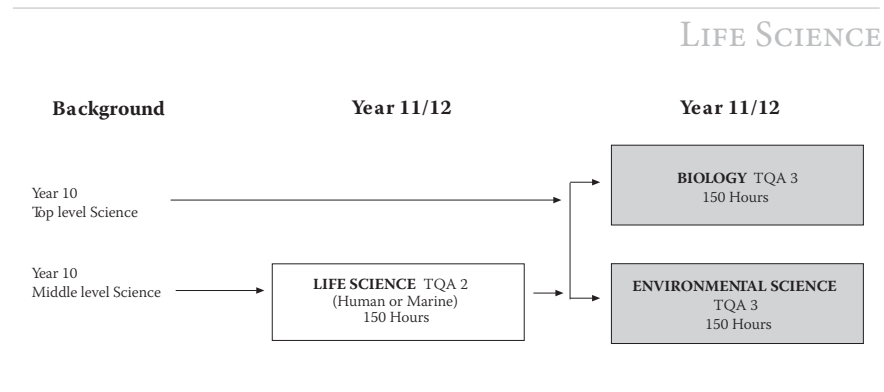 LIFE SCIENCE
Background
Year 11/12
Year 11/12
Year 10
Top level Science
BIOLOGY TQA 3
150 Hours
Year 10
Middle level Science
LIFE SCIENCE TQA 2
(Human or Marine)
150 Hours
ENVIRONMENTAL SCIENCE
TQA 3
150 Hours